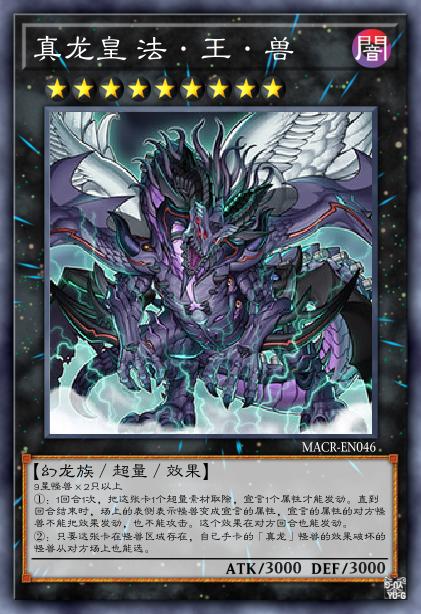 真龙皇 法·王·兽
闇
MACR-EN046
【幻龙族/超量/效果】
9星怪兽×2只以上
①：1回合1次，把这张卡1个超量素材取除，宣言1个属性才能发动。直到
回合结束时，场上的表侧表示怪兽变成宣言的属性，宣言的属性的对方怪
兽不能把效果发动，也不能攻击。这个效果在对方回合也能发动。
②：只要这张卡在怪兽区域存在，自己手卡的「真龙」怪兽的效果破坏的
怪兽从对方场上也能选。
ATK/3000 DEF/3000